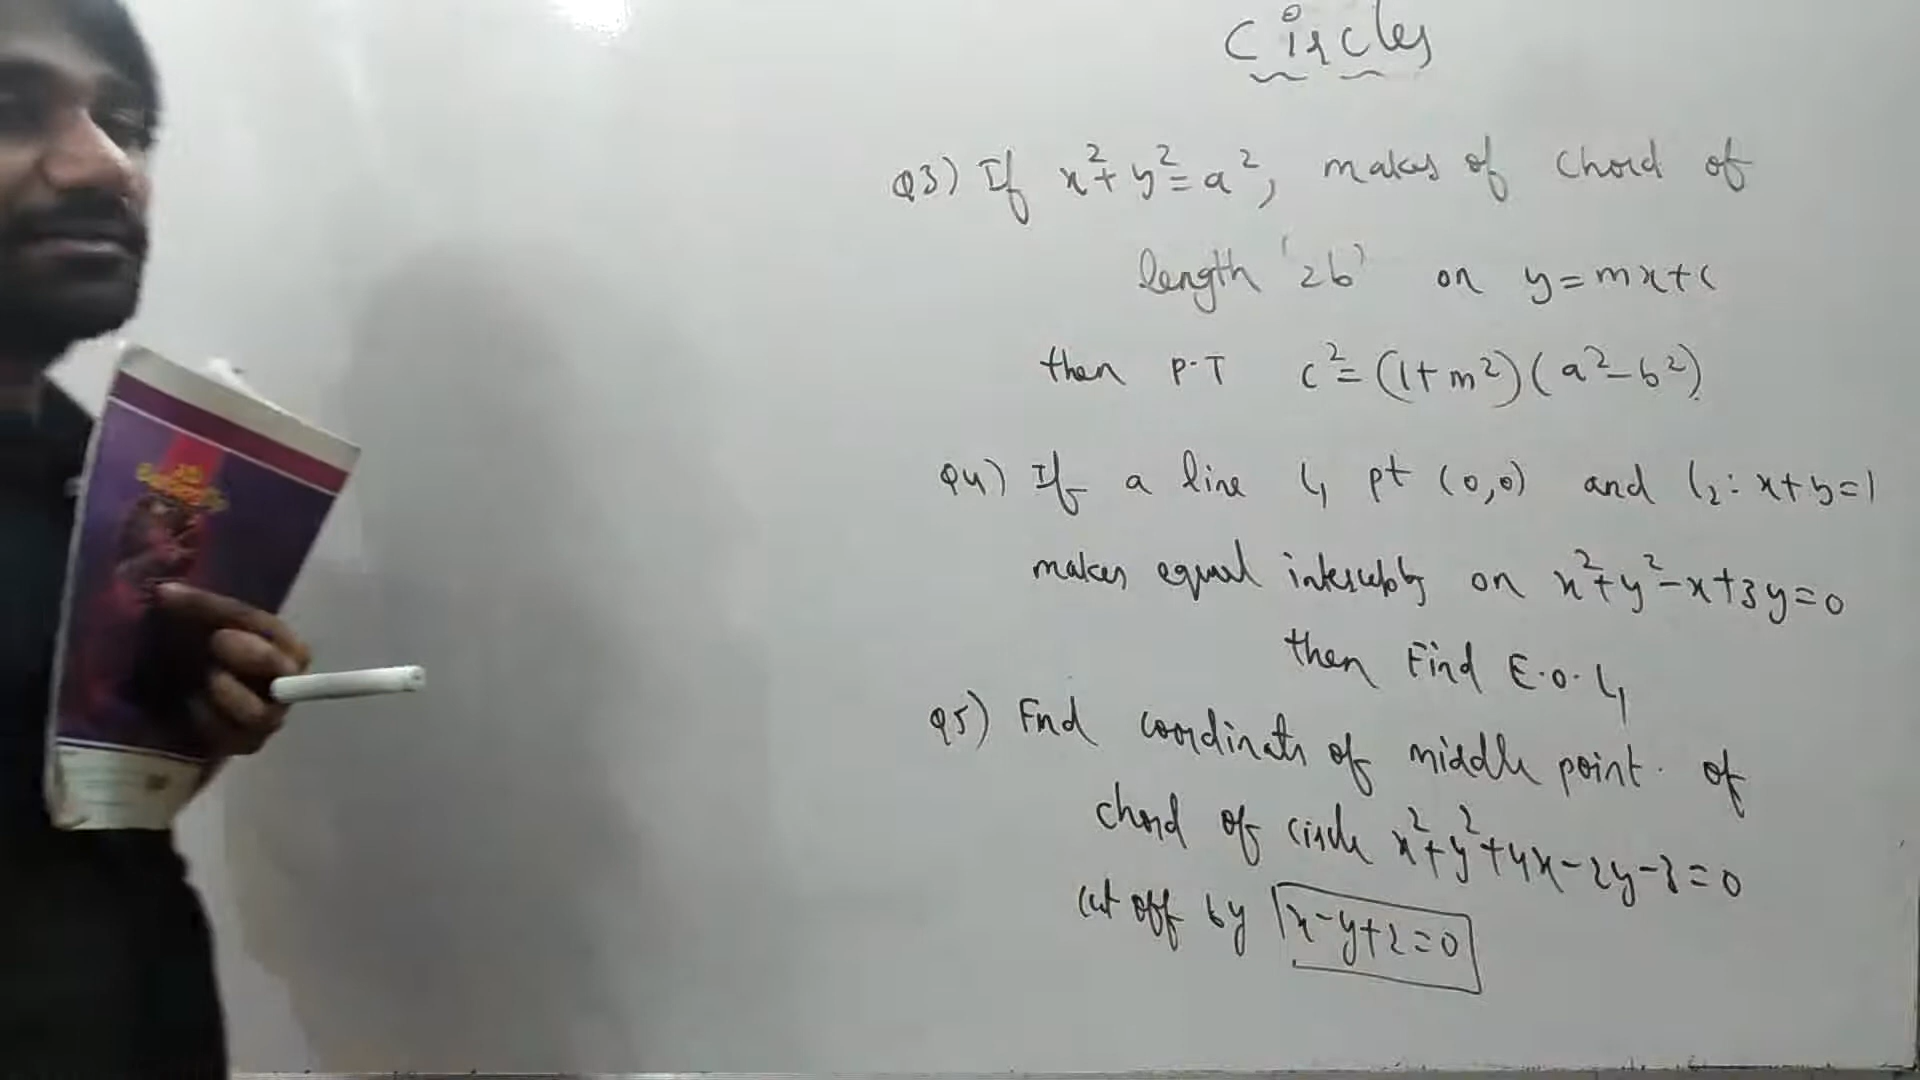 Circles
Q3) If x²+y²=a², makes of chord of
length '2b' on y=mx+c
then P.T c²=(1+m²)(a²-b²)
Q4) If a line L₁ pt (0,0) and L₂: x+y=1
makes equal intercepts on x²+y²-x+3y=0
then Find E.O. L₁
Q5) Find coordinates of middle point of
chord of circle x²+y²+4x-2y-3=0
cut off by x-y+2=0